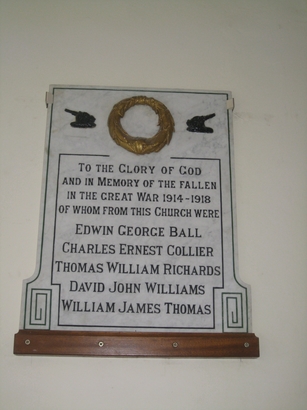 To the Glory of God
and in Memory of the fallen
in the great War 1914-1918
of whom from this Church were
Edwin George Ball
Charles Ernest Collier
Thomas William Richards
David John Williams
William James Thomas